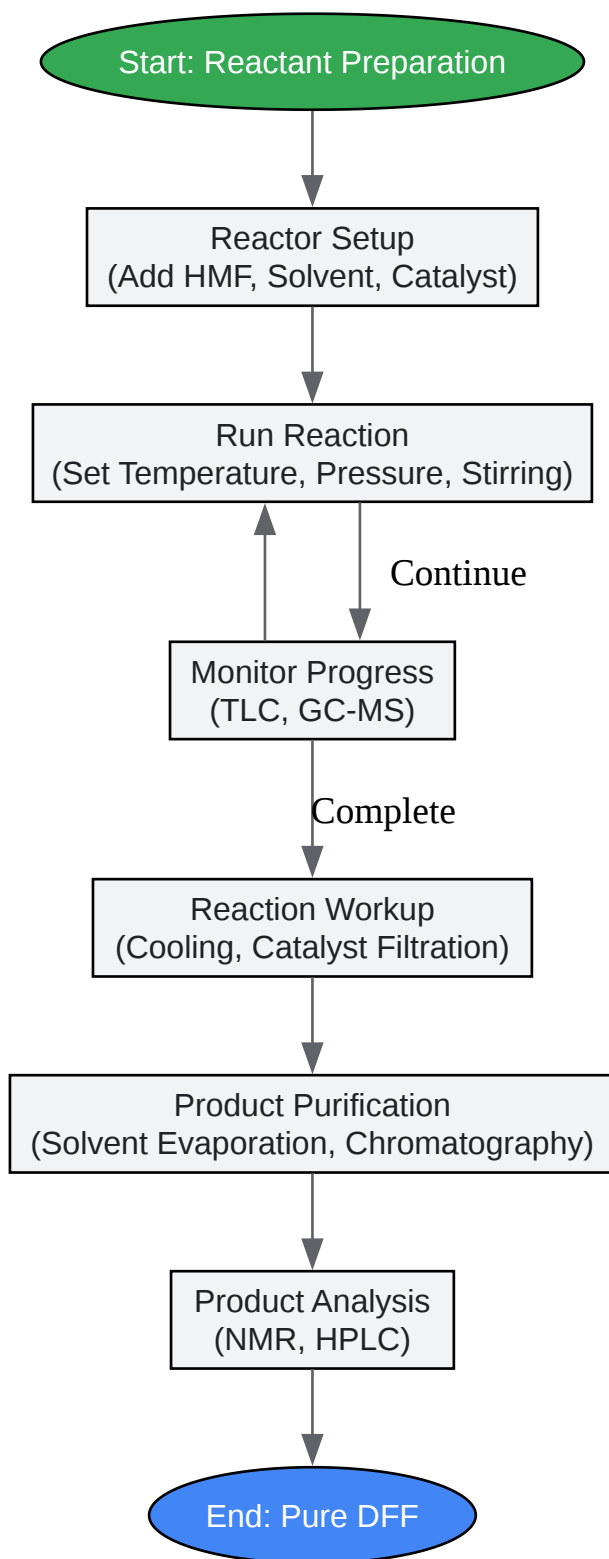 Start: Reactant Preparation
Reactor Setup
(Add HMF, Solvent, Catalyst)
Run Reaction
(Set Temperature, Pressure, Stirring)
Continue
Monitor Progress
(TLC, GC-MS)
Complete
Reaction Workup
(Cooling, Catalyst Filtration)
Product Purification
(Solvent Evaporation, Chromatography)
Product Analysis
(NMR, HPLC)
End: Pure DFF